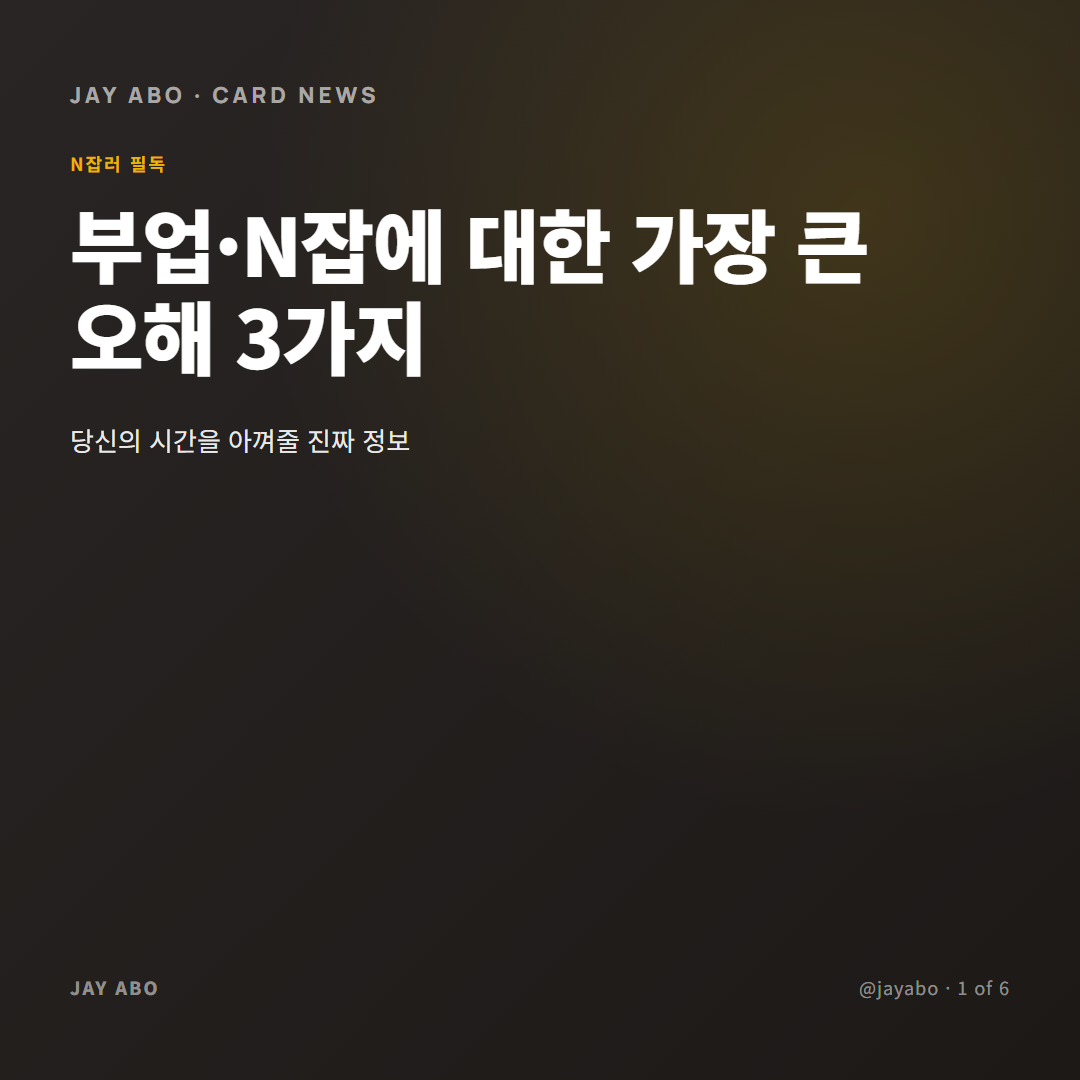 JAY ABO · CARD NEWS
N잡러 필독
부업·N잡에 대한 가장 큰
오해 3가지
당신의 시간을 아껴줄 진짜 정보
JAY ABO
@jayabo · 1 of 6